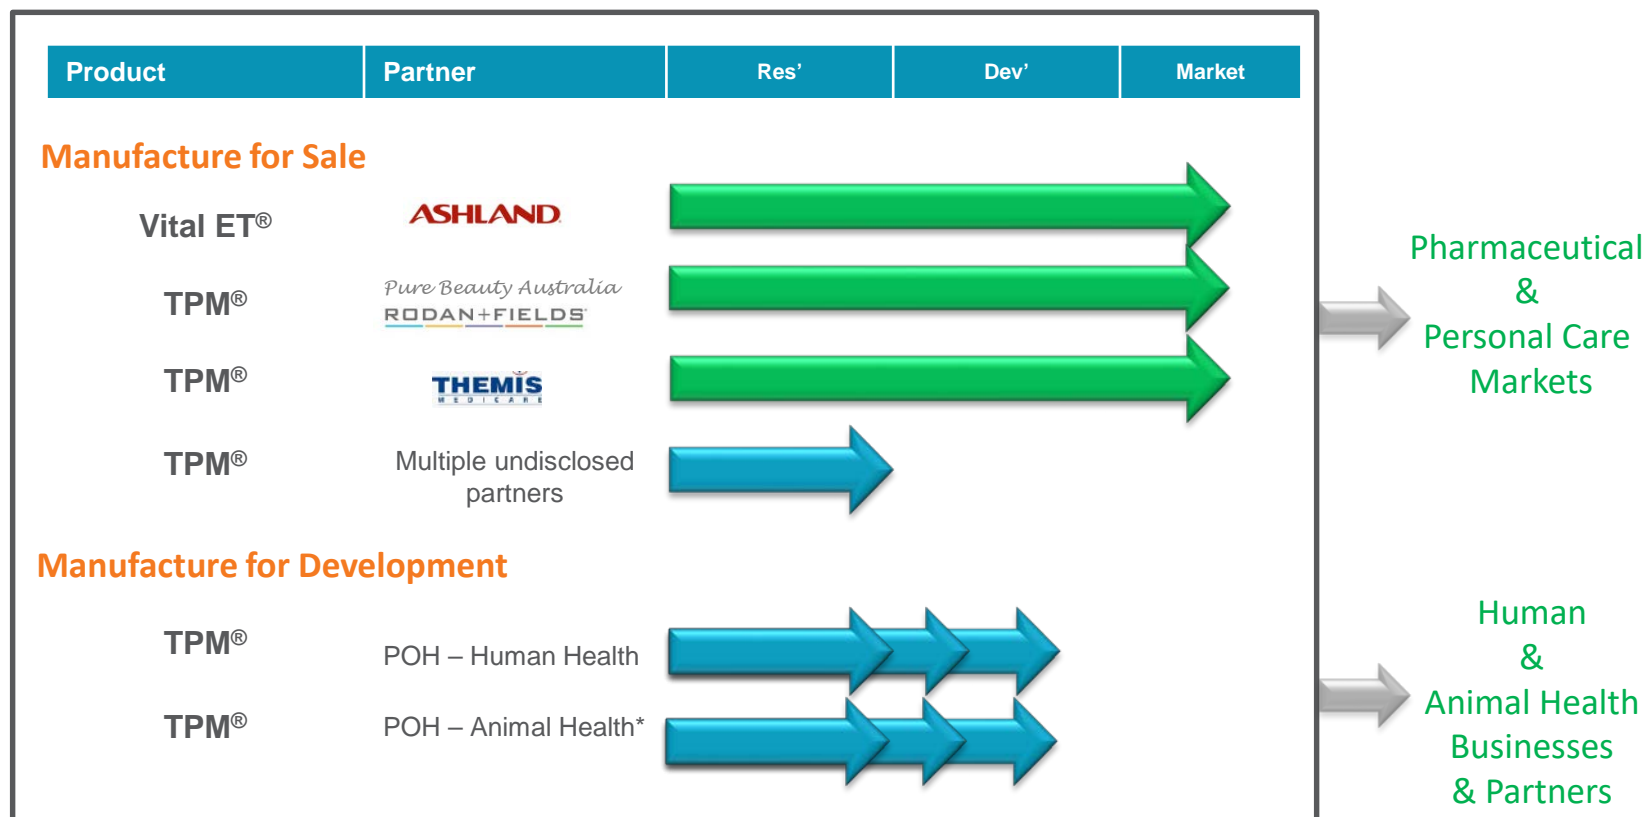 Product Partner Res’ Dev’ Market
Manufacture for Sale
Vital ET® ASHLAND
TPM® Pure Beauty Australia
RODAN+FIELDS
TPM® THEMIS
MEDICARE
TPM® Multiple undisclosed
partners
Manufacture for Development
TPM® POH – Human Health
TPM® POH – Animal Health*
Pharmaceutical
&
Personal Care
Markets
Human
&
Animal Health
Businesses
& Partners